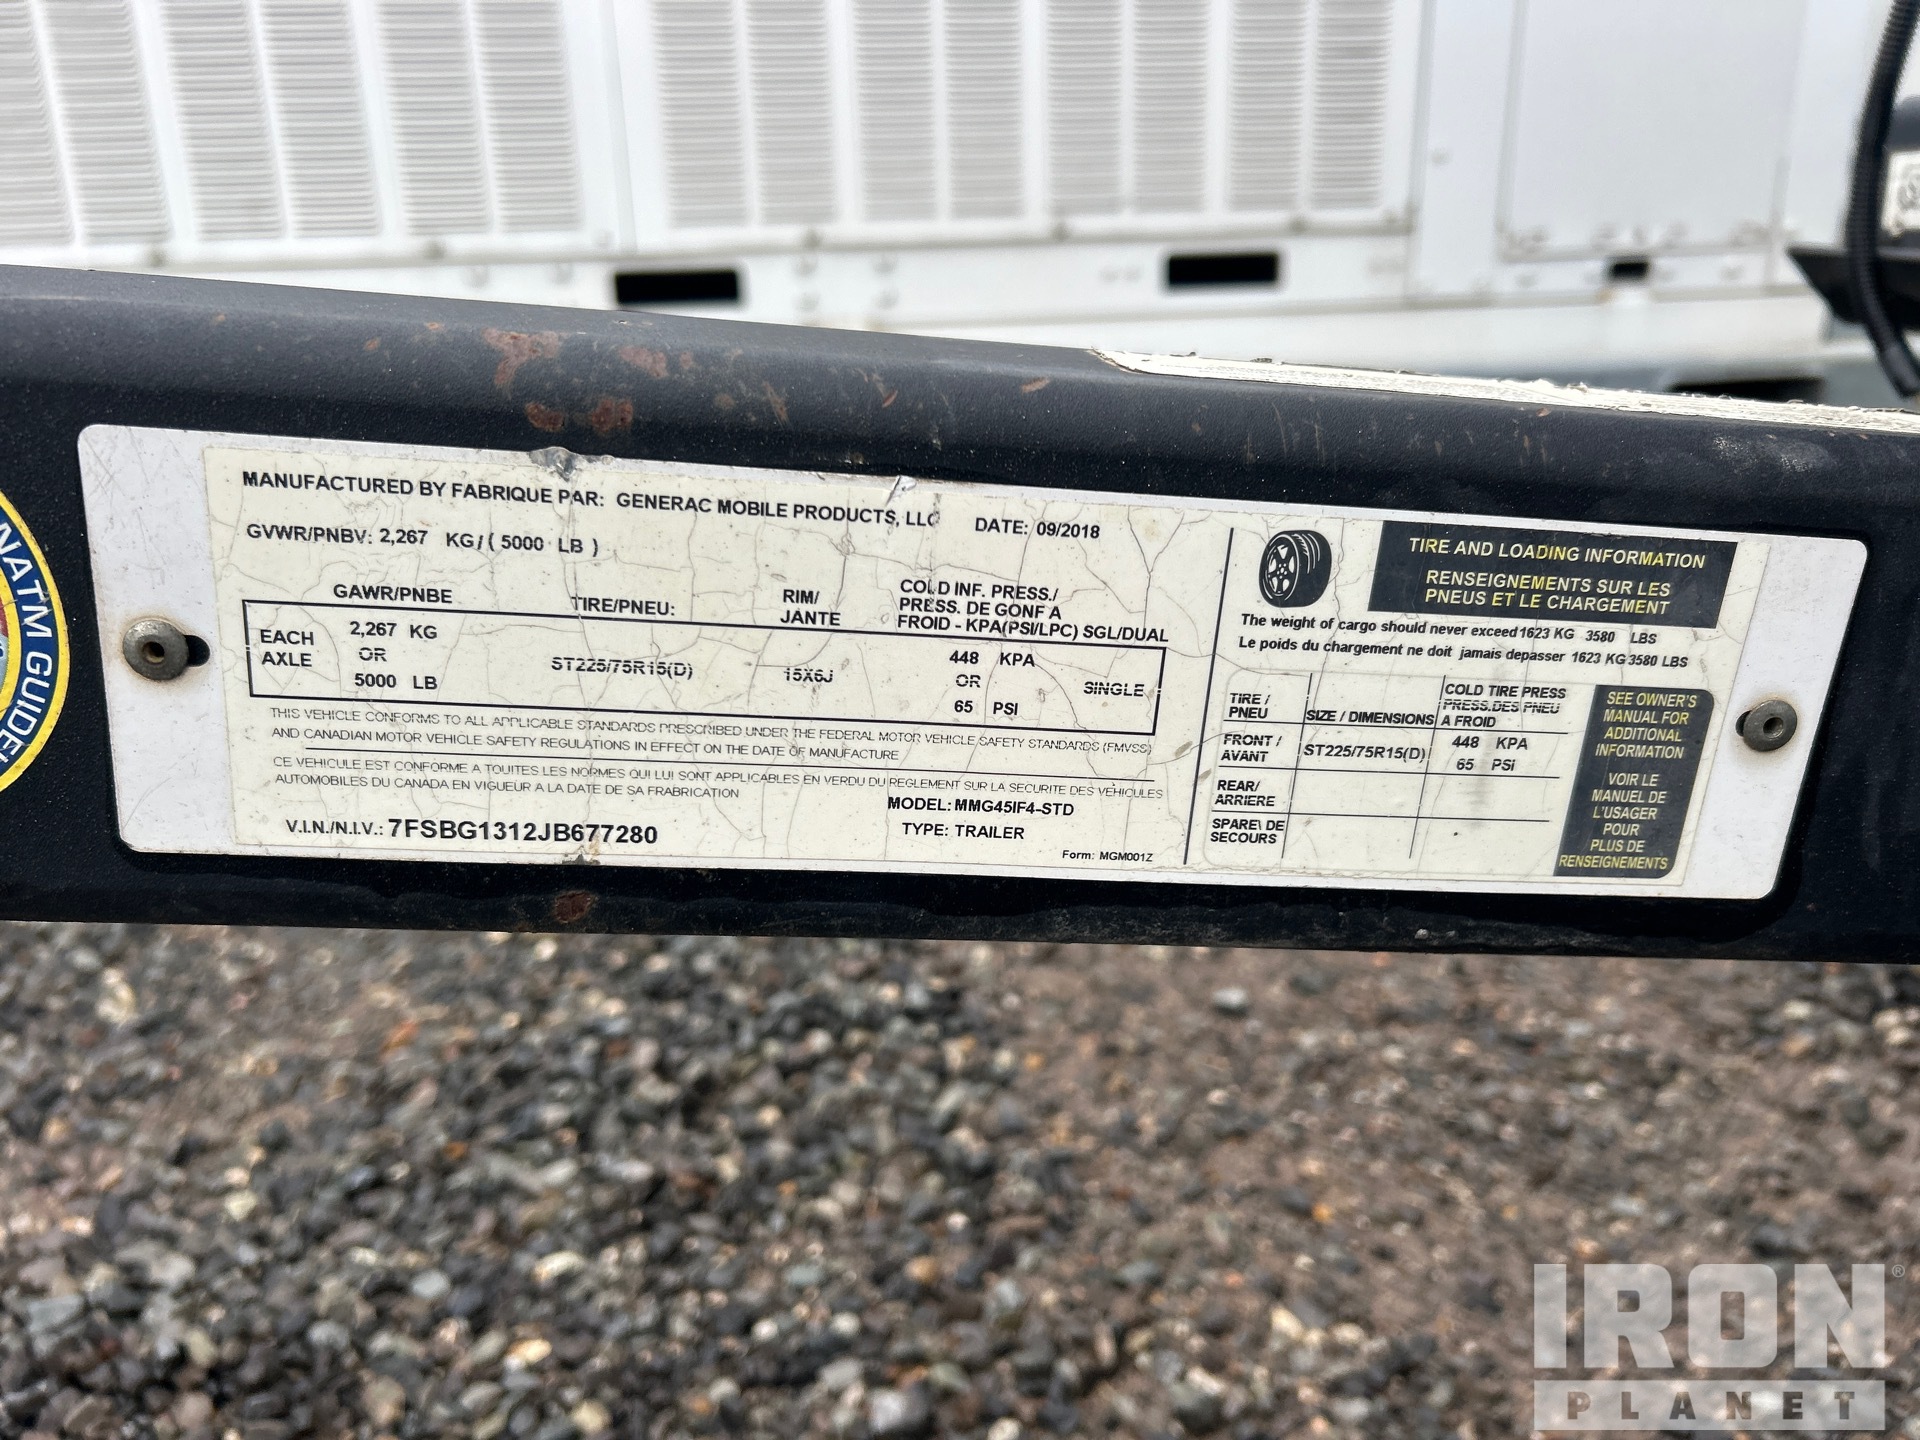 MANUFACTURED BY FABRIQUE PAR: GENERAC MOBILE PRODUCTS, LLC DATE: 09/2018
GVWR/PNBV: 2,267 KG/( 5000 LB )
GAWR/PNBE TIRE/PNEU: RIM/ JANTE COLD INF. PRESS./ PRESS. DE GONF A FROID - KPA(PSI/LPC) SGL/DUAL
EACH AXLE 2,267 KG OR 5000 LB ST225/75R15(D) 15X6J 448 KPA OR 65 PSI SINGLE
THIS VEHICLE CONFORMS TO ALL APPLICABLE STANDARDS PRESCRIBED UNDER THE FEDERAL MOTOR VEHICLE SAFETY STANDARDS (FMVSS)
AND CANADIAN MOTOR VEHICLE SAFETY REGULATIONS IN EFFECT ON THE DATE OF MANUFACTURE
CE VEHICULE EST CONFORME A TOUITES LES NORMES QUI LUI SONT APPLICABLES EN VERDU DU REGLEMENT SUR LA SECURITE DES VEHICULES
AUTOMOBILES DU CANADA EN VIGUEUR A LA DATE DE SA FRABRICATION
MODEL: MMG45IF4-STD
V.I.N./N.I.V.: 7FSBG1312JB677280 TYPE: TRAILER
Form: MGM001Z
TIRE AND LOADING INFORMATION
RENSEIGNEMENTS SUR LES
PNEUS ET LE CHARGEMENT
The weight of cargo should never exceed 1623 KG 3580 LBS
Le poids du chargement ne doit jamais depasser 1623 KG 3580 LBS
TIRE / PNEU SIZE / DIMENSIONS COLD TIRE PRESS PRESS.DES PNEU A FROID
FRONT / AVANT ST225/75R15(D) 448 KPA 65 PSI
REAR/ ARRIERE
SPARE\ DE SECOURS
SEE OWNER'S
MANUAL FOR
ADDITIONAL
INFORMATION
VOIR LE
MANUEL DE
L'USAGER
POUR
PLUS DE
RENSEIGNEMENTS
NATM GUIDEL
IRON ®
PLANET